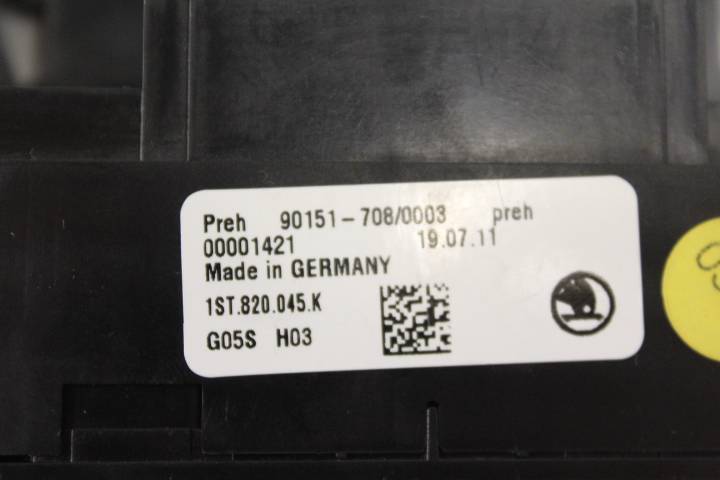 Preh 90151-708/0003 preh
00001421 19.07.11
Made in GERMANY
1ST.820.045.K
G05S H03